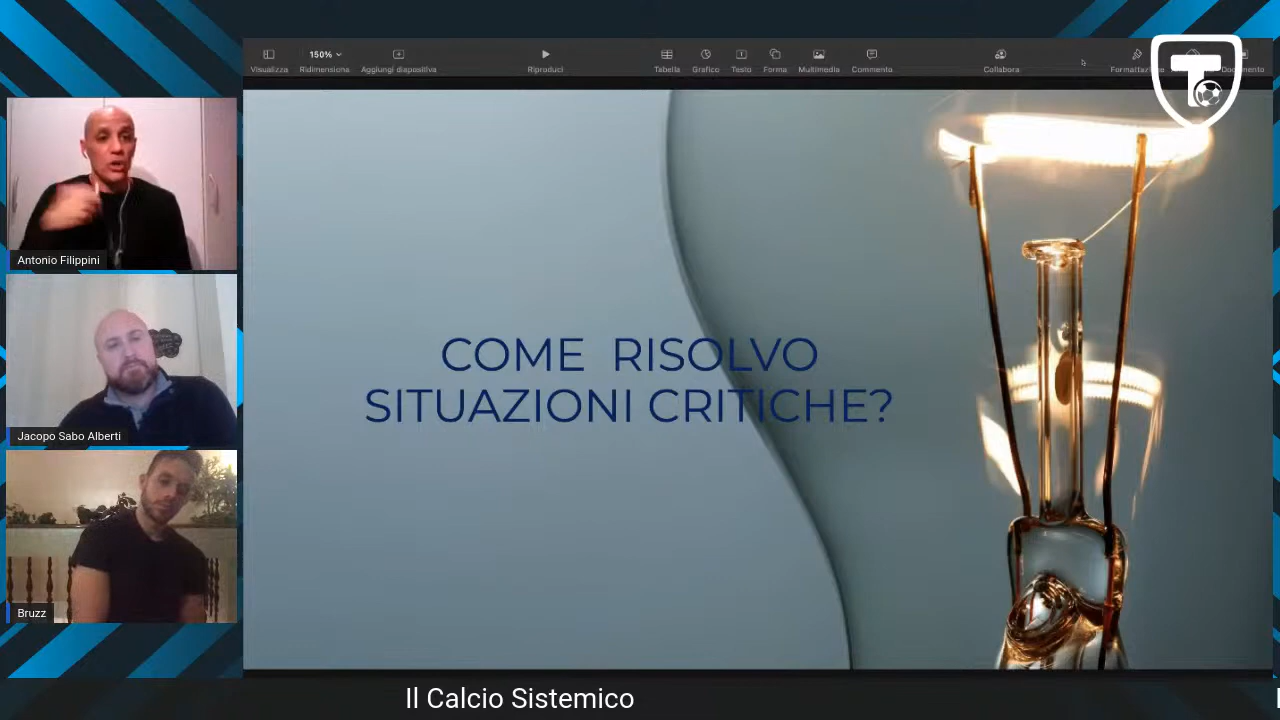 150%
Visualizza
Ridimensiona
Aggiungi diapositiva
Riproduci
Tabella
Grafico
Testo
Forma
Multimedia
Commento
Collabora
Antonio Filippini
Jacopo Sabo Alberti
Bruzz
COME RISOLVO
SITUAZIONI CRITICHE?
Il Calcio Sistemico